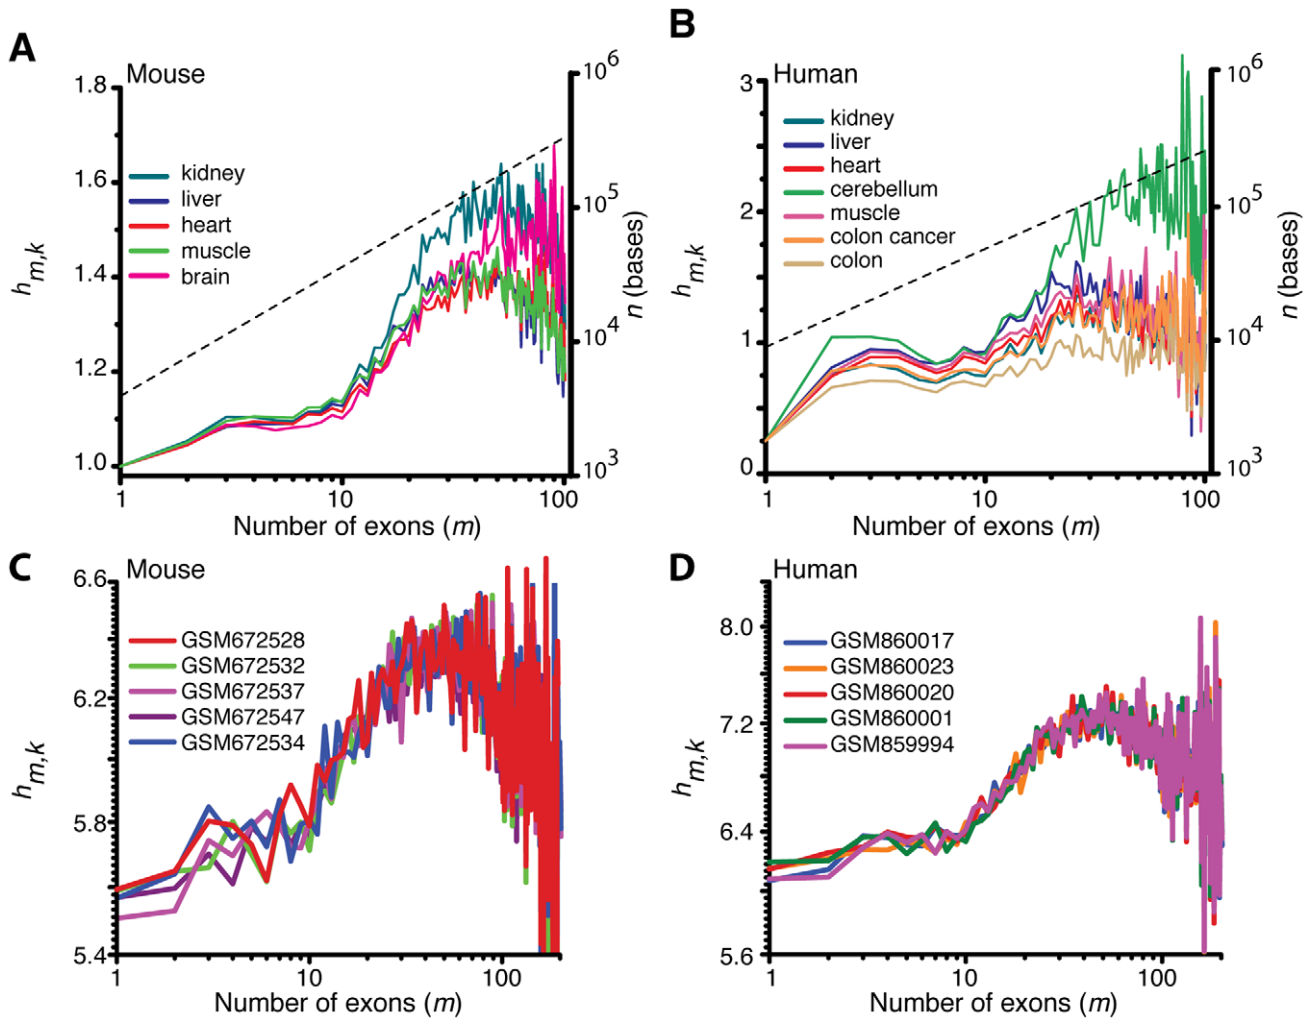 A
Mouse
1.8
1.6
1.4
1.2
1.0
h m,k
kidney
liver
heart
muscle
brain
10^6
10^5
10^4
10^3
n (bases)
1 10 100
Number of exons (m)
B
Human
3
2
1
0
h m,k
kidney
liver
heart
cerebellum
muscle
colon cancer
colon
10^6
10^5
10^4
10^3
n (bases)
1 10 100
Number of exons (m)
C
Mouse
6.6
6.2
5.8
5.4
h m,k
GSM672528
GSM672532
GSM672537
GSM672547
GSM672534
1 10 100
Number of exons (m)
D
Human
8.0
7.2
6.4
5.6
h m,k
GSM860017
GSM860023
GSM860020
GSM860001
GSM859994
1 10 100
Number of exons (m)